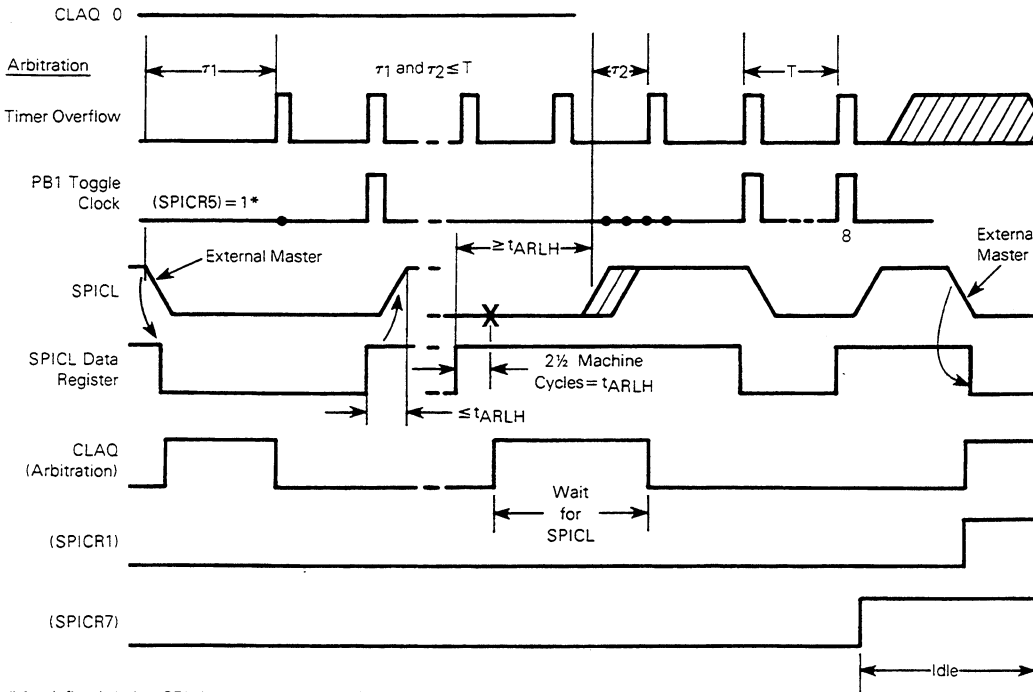 CLAQ 0
Arbitration
τ1
τ1 and τ2 ≤ T
τ2
T
Timer Overflow
PB1 Toggle
Clock
(SPICR5) = 1*
8
≥ tARLH
External Master
Externa
Master
SPICL
SPICL Data
Register
2½ Machine
Cycles = tARLH
≤ tARLH
CLAQ
(Arbitration)
Wait
for
SPICL
(SPICR1)
(SPICR7)
Idle